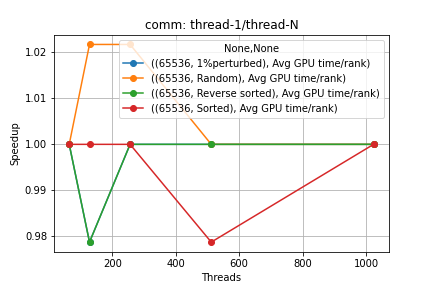 comm: thread-1/thread-N
None,None
((65536, 1%perturbed), Avg GPU time/rank)
((65536, Random), Avg GPU time/rank)
((65536, Reverse sorted), Avg GPU time/rank)
((65536, Sorted), Avg GPU time/rank)
Speedup
1.02
1.01
1.00
0.99
0.98
200
400
600
800
1000
Threads